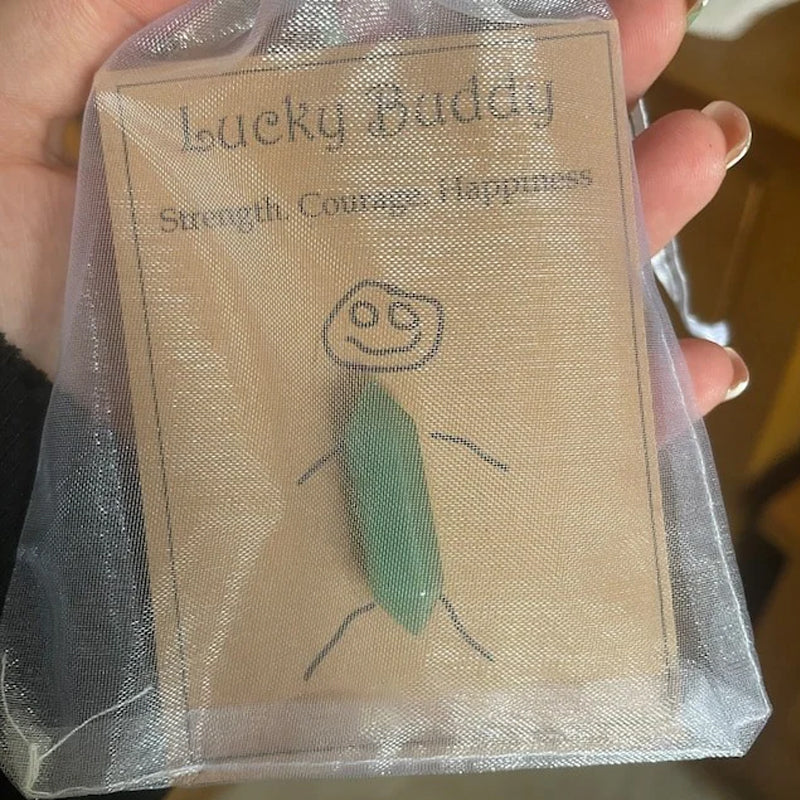 Lucky Buddy
Strength. Courage. Happiness